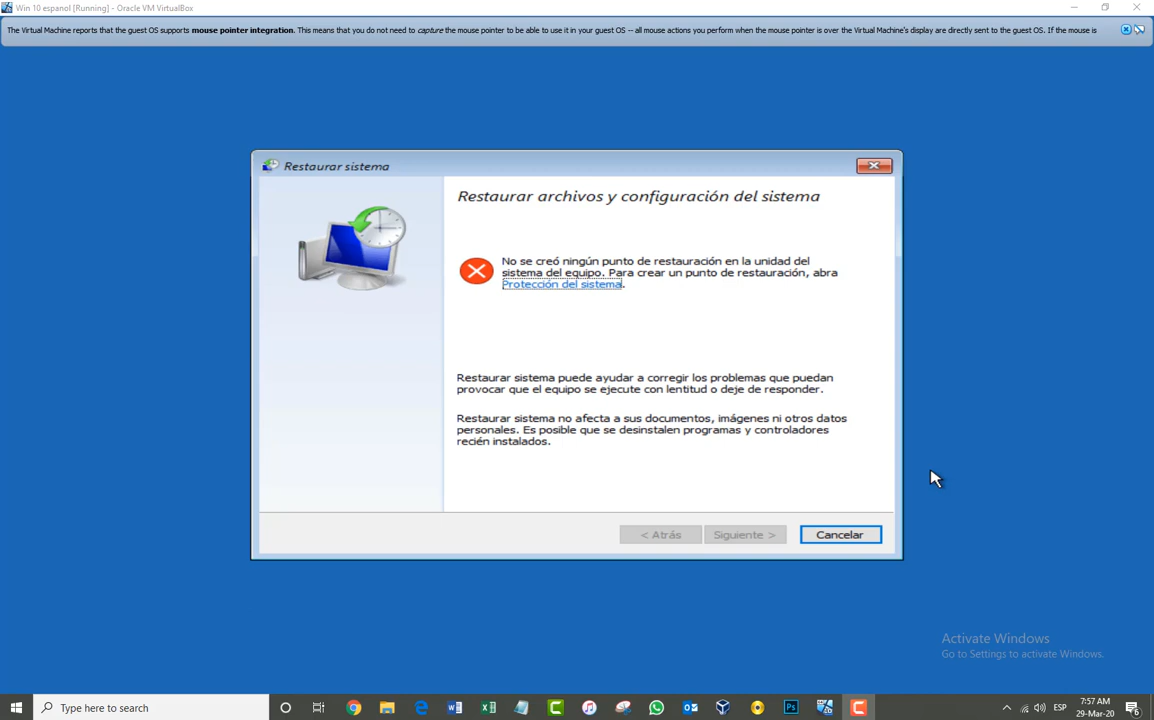 Win 10 espanol [Running] - Oracle VM VirtualBox
The Virtual Machine reports that the guest OS supports mouse pointer integration. This means that you do not need to capture the mouse pointer to be able to use it in your guest OS -- all mouse actions you perform when the mouse pointer is over the Virtual Machine's display are directly sent to the guest OS. If the mouse is
Restaurar sistema
Restaurar archivos y configuración del sistema
No se creó ningún punto de restauración en la unidad del
sistema del equipo. Para crear un punto de restauración, abra
Protección del sistema.
Restaurar sistema puede ayudar a corregir los problemas que puedan
provocar que el equipo se ejecute con lentitud o deje de responder.
Restaurar sistema no afecta a sus documentos, imágenes ni otros datos
personales. Es posible que se desinstalen programas y controladores
recién instalados.
< Atrás
Siguiente >
Cancelar
Activate Windows
Go to Settings to activate Windows.
Type here to search
Ps
ESP
7:57 AM
29-Mar-20
6